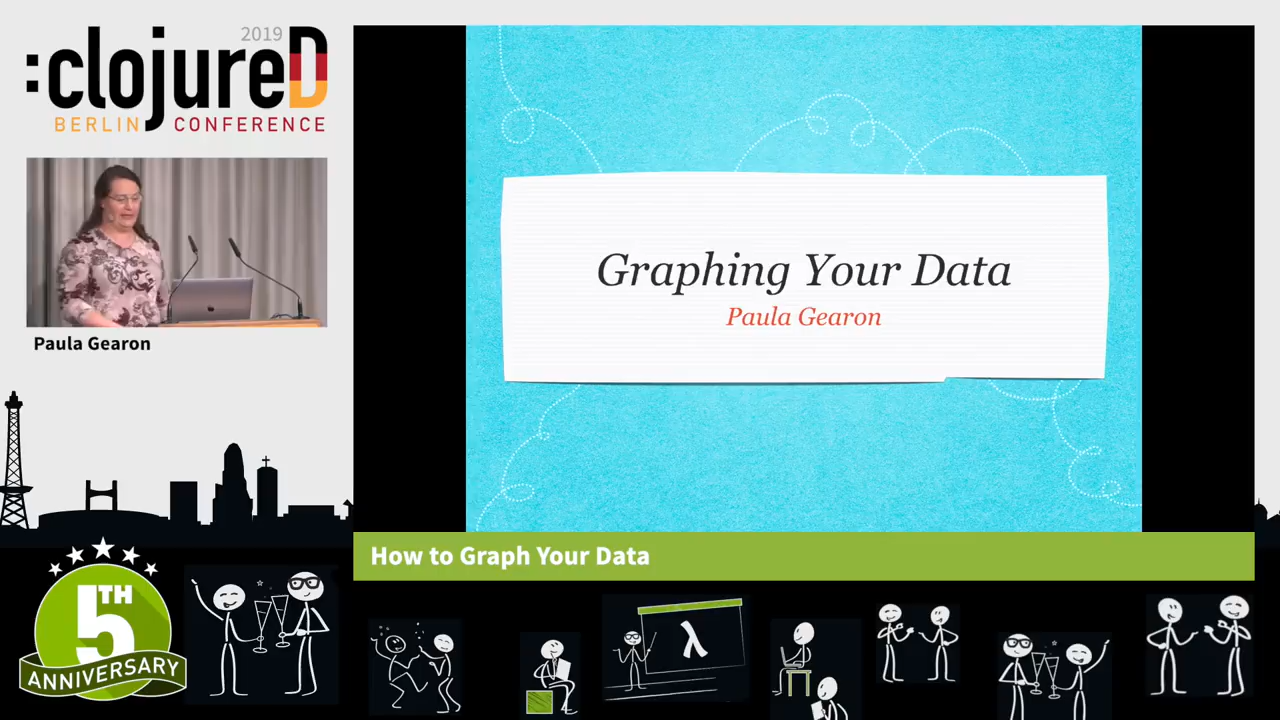 2019
:clojureD
BERLIN CONFERENCE
Paula Gearon
Graphing Your Data
Paula Gearon
How to Graph Your Data
5TH
ANNIVERSARY
λ